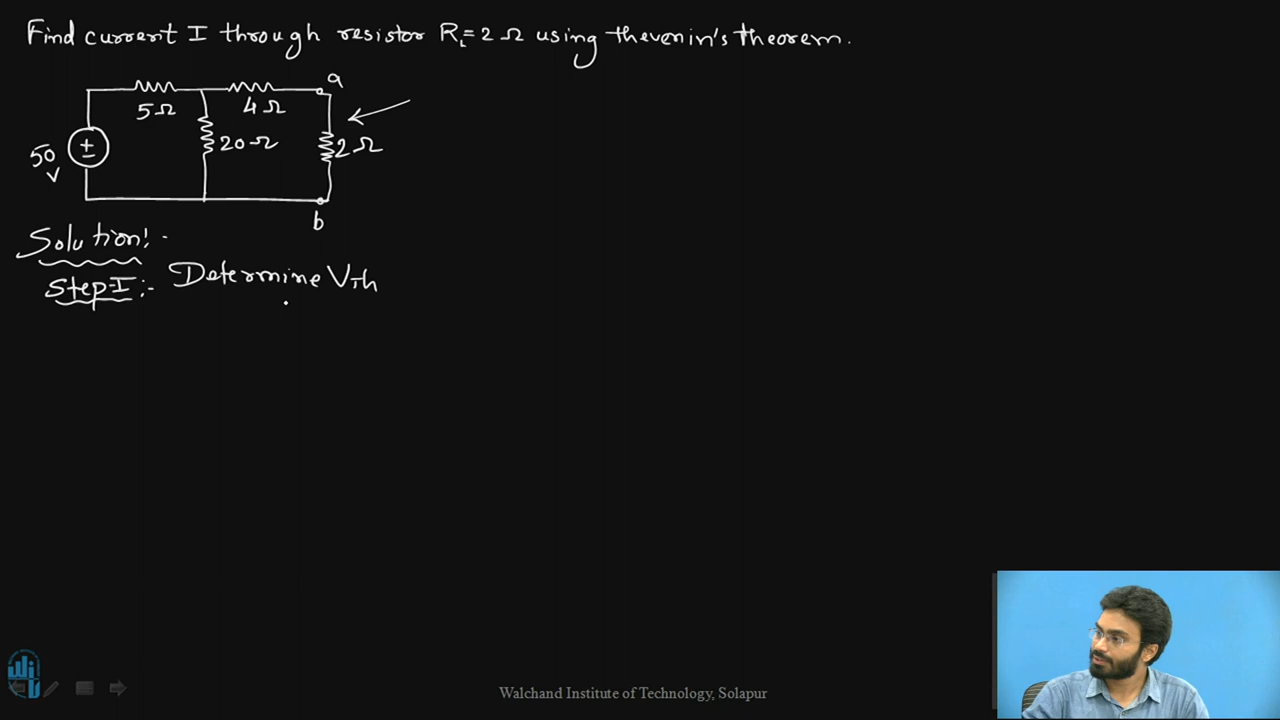 Find current I through resistor RL=2 Ω using thevenin's theorem.
a
5Ω
4Ω
50
V
+
-
20Ω
2Ω
b
Solution:-
Step-I:- Determine VTh
Walchand Institute of Technology, Solapur